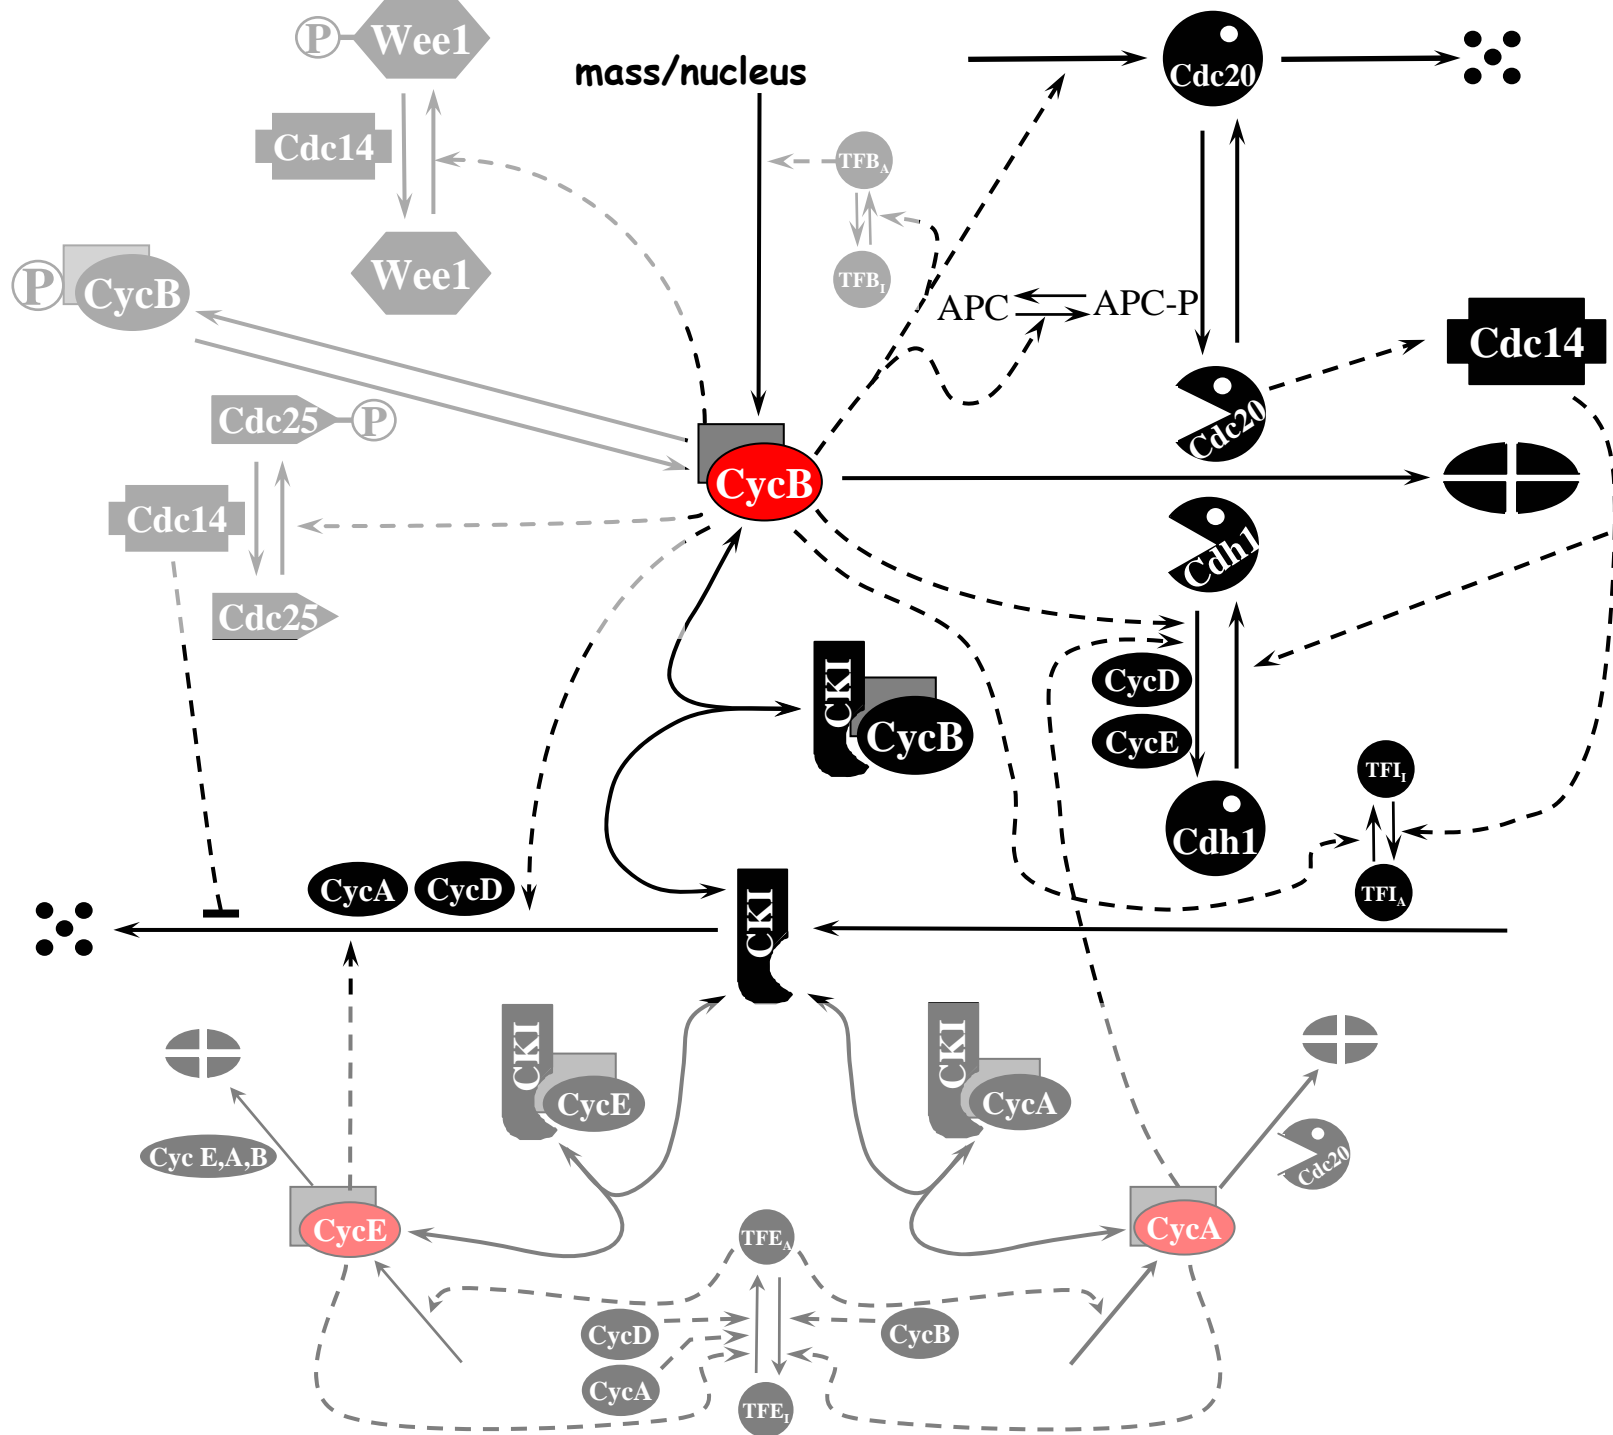 P Wee1
mass/nucleus
Cdc20
Cdc14
TFBA
Wee1
P CycB
TFBI
APC APC-P
Cdc14
Cdc25 P
Cdc20
CycB
Cdc14
Cdh1
Cdc25
CKI
CycD
CycB
CycE
TFII
Cdh1
CycA CycD
TFIA
CKI
CKI
CKI
CycE
CycA
Cyc E,A,B
Cdc20
CycE
CycA
TFEA
CycD
CycB
CycA
TFEI